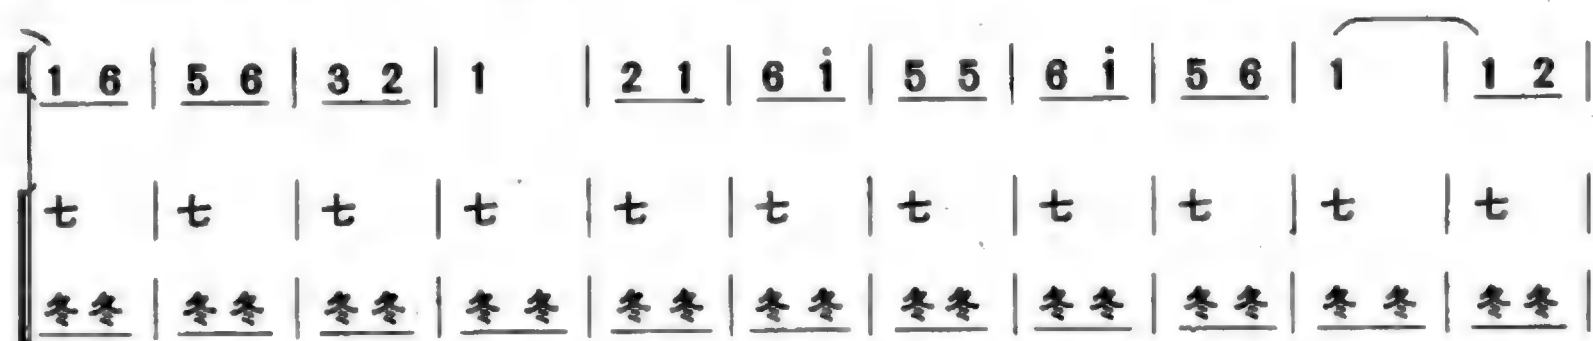 1 6 | 5 6 | 3 2 | 1 | 2 1 | 6 i | 5 5 | 6 i | 5 6 | 1 | 1 2 |
七 | 七 | 七 | 七 | 七 | 七 | 七 | 七 | 七 | 七 | 七 |
冬冬 | 冬冬 | 冬冬 | 冬冬 | 冬冬 | 冬冬 | 冬冬 | 冬冬 | 冬冬 | 冬冬 | 冬冬 |